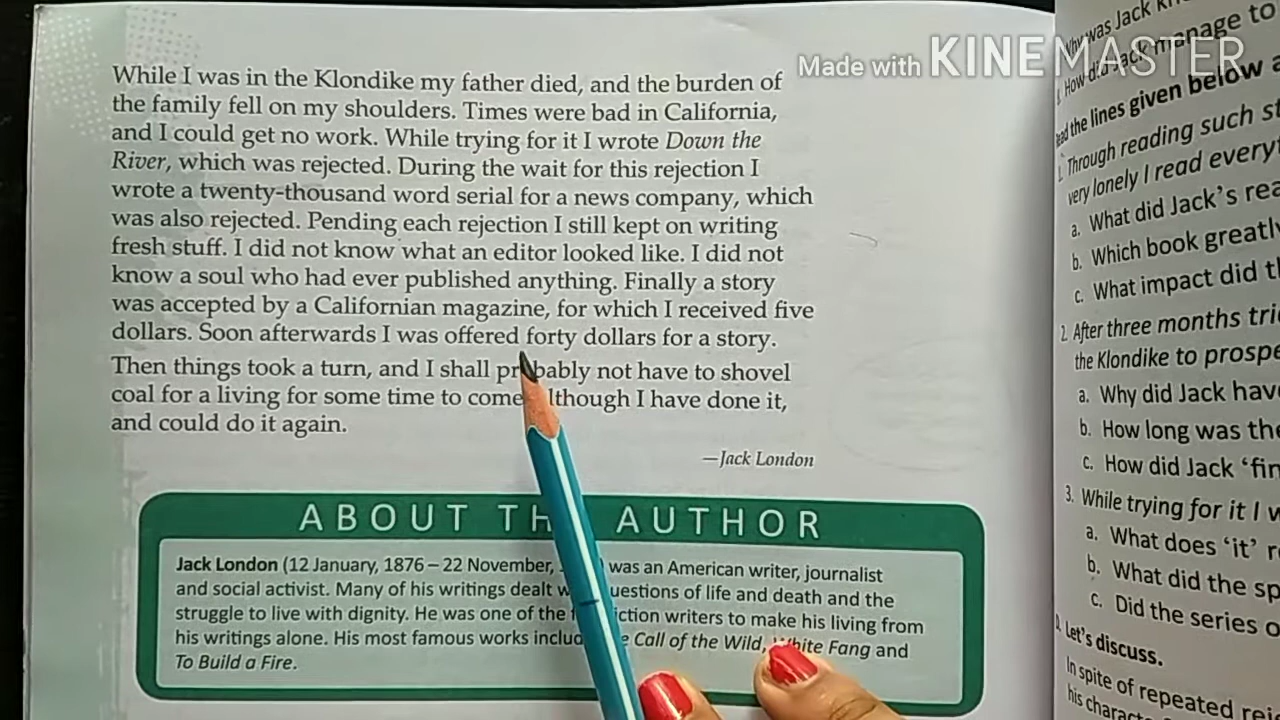 Made with KINEMASTER
While I was in the Klondike my father died, and the burden of
the family fell on my shoulders. Times were bad in California,
and I could get no work. While trying for it I wrote Down the
River, which was rejected. During the wait for this rejection I
wrote a twenty-thousand word serial for a news company, which
was also rejected. Pending each rejection I still kept on writing
fresh stuff. I did not know what an editor looked like. I did not
know a soul who had ever published anything. Finally a story
was accepted by a Californian magazine, for which I received five
dollars. Soon afterwards I was offered forty dollars for a story.
Then things took a turn, and I shall probably not have to shovel
coal for a living for some time to come although I have done it,
and could do it again.
—Jack London
ABOUT THE AUTHOR
Jack London (12 January, 1876 – 22 November, was an American writer, journalist
and social activist. Many of his writings dealt questions of life and death and the
struggle to live with dignity. He was one of the fiction writers to make his living from
his writings alone. His most famous works include Call of the Wild, White Fang and
To Build a Fire.
Why was Jack
How did Jack manage to
the lines given below
1. Through reading such
very lonely I read
a. What did Jack's
b. Which book
c. What impact did
2. After three months
the Klondike to
a. Why did Jack
b. How long was
c. How did Jack
3. While trying for it I
a. What does 'it'
b. What did the
c. Did the series
Let's discuss.
In spite of repeated
his